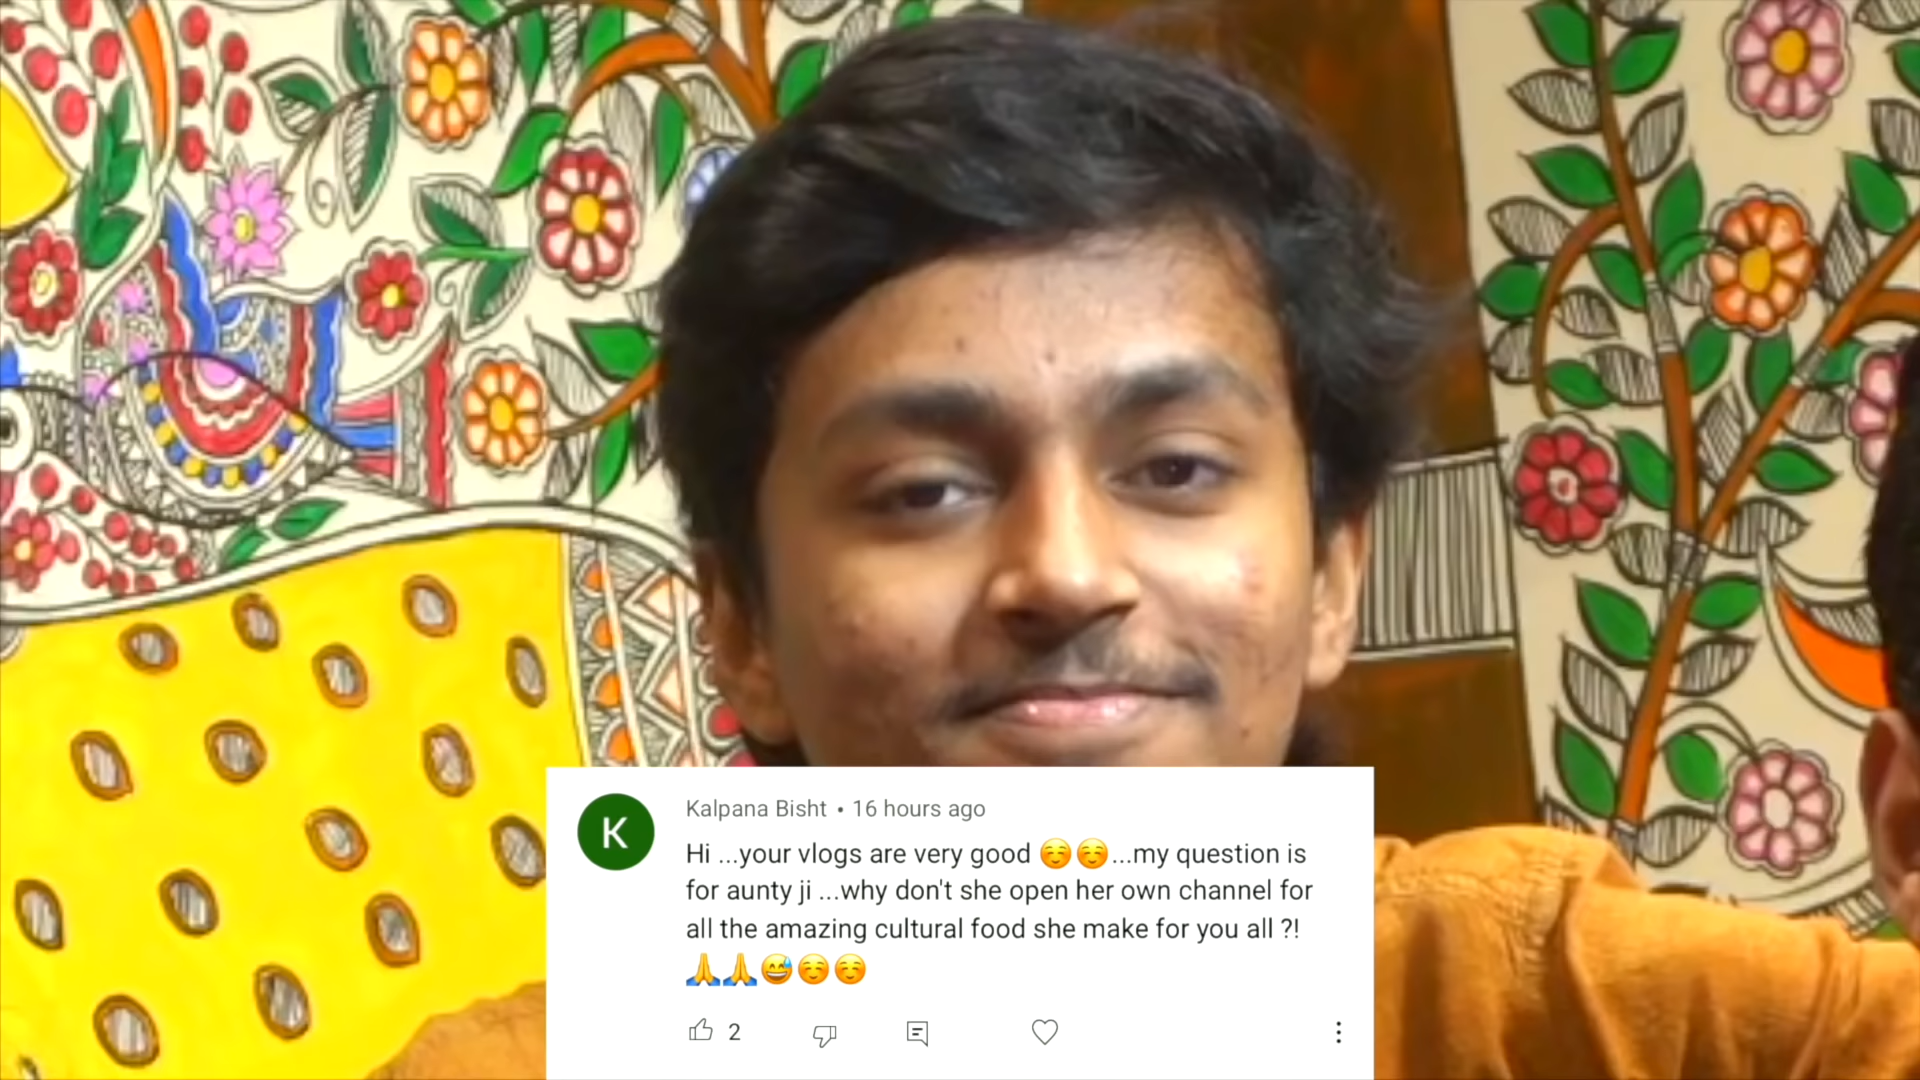 K
Kalpana Bisht • 16 hours ago
Hi ...your vlogs are very good ☺️☺️...my question is
for aunty ji ...why don't she open her own channel for
all the amazing cultural food she make for you all ?!
🙏🙏😅☺️☺️
2